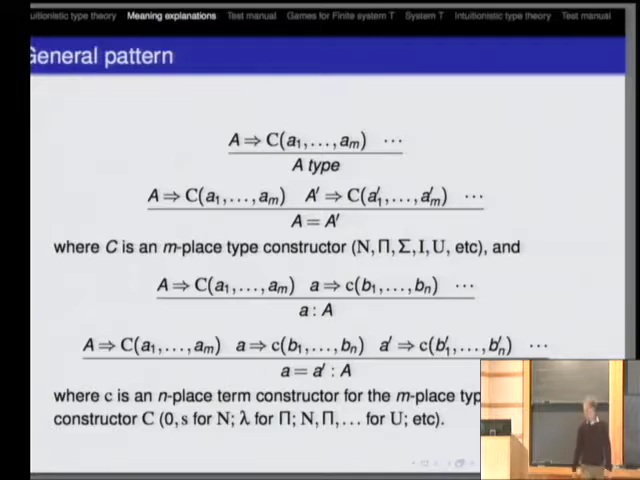 uitionistic type theory Meaning explanations Test manual Games for Finite system T System T Intuitionistic type theory Test manual
General pattern
A ⇒ C(a₁,…,aₘ) ⋯
A type
A ⇒ C(a₁,…,aₘ) A′ ⇒ C(a′₁,…,a′ₘ) ⋯
A = A′
where C is an m-place type constructor (N, Π, Σ, I, U, etc), and
A ⇒ C(a₁,…,aₘ) a ⇒ c(b₁,…,bₙ) ⋯
a : A
A ⇒ C(a₁,…,aₘ) a ⇒ c(b₁,…,bₙ) a′ ⇒ c(b′₁,…,b′ₙ) ⋯
a = a′ : A
where c is an n-place term constructor for the m-place typ
constructor C (0, s for N; λ for Π; N, Π,… for U; etc).